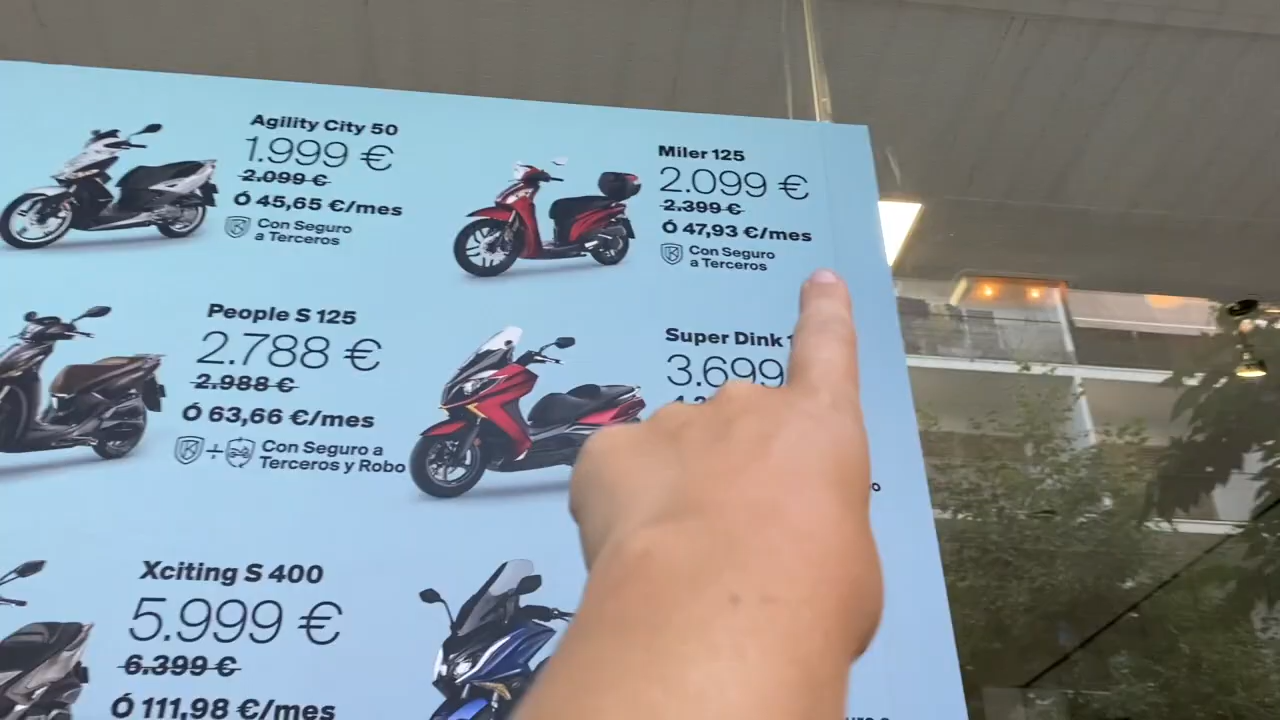 Agility City 50
1.999 €
2.099 €
Ó 45,65 €/mes
Con Seguro
a Terceros
Miler 125
2.099 €
2.399 €
Ó 47,93 €/mes
Con Seguro
a Terceros
People S 125
2.788 €
2.988 €
Ó 63,66 €/mes
Con Seguro a
Terceros y Robo
Super Dink
3.699
Xciting S 400
5.999 €
6.399 €
Ó 111,98 €/mes